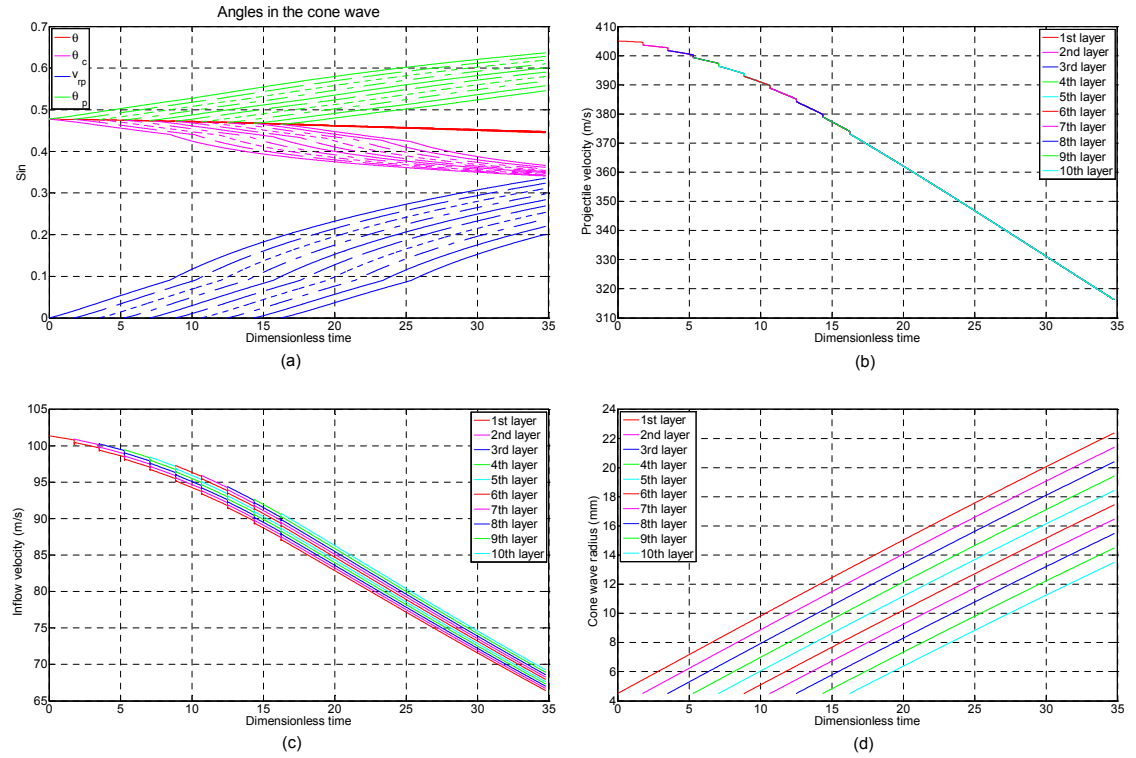 Angles in the cone wave
0.7
0.6
0.5
0.4
0.3
0.2
0.1
0
Sin
θ
θ c
v rp
θ p
0 5 10 15 20 25 30 35
Dimensionless time
(a)
410
400
390
380
370
360
350
340
330
320
310
Projectile velocity (m/s)
1st layer
2nd layer
3rd layer
4th layer
5th layer
6th layer
7th layer
8th layer
9th layer
10th layer
0 5 10 15 20 25 30 35
Dimensionless time
(b)
105
100
95
90
85
80
75
70
65
Inflow velocity (m/s)
1st layer
2nd layer
3rd layer
4th layer
5th layer
6th layer
7th layer
8th layer
9th layer
10th layer
0 5 10 15 20 25 30 35
Dimensionless time
(c)
24
22
20
18
16
14
12
10
8
6
4
Cone wave radius (mm)
1st layer
2nd layer
3rd layer
4th layer
5th layer
6th layer
7th layer
8th layer
9th layer
10th layer
0 5 10 15 20 25 30 35
Dimensionless time
(d)